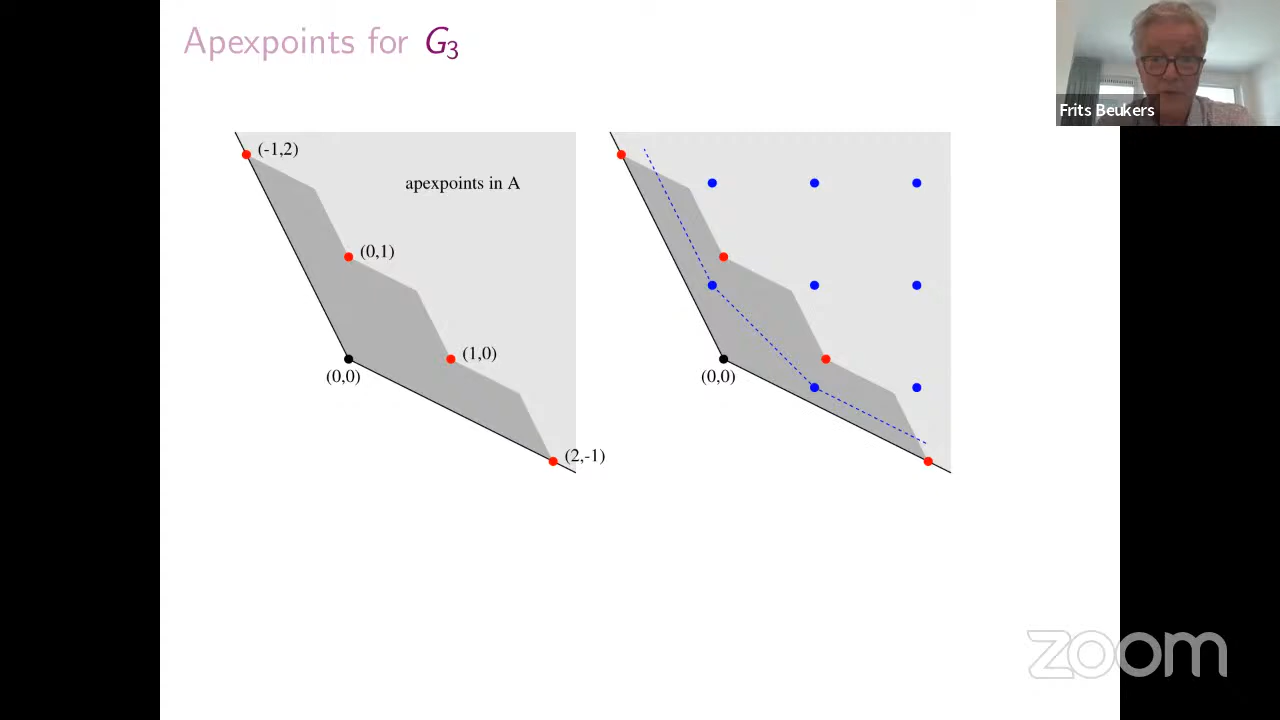 Apexpoints for G3
Frits Beukers
(-1,2)
apexpoints in A
(0,1)
(1,0)
(0,0)
(2,-1)
(0,0)
zoom